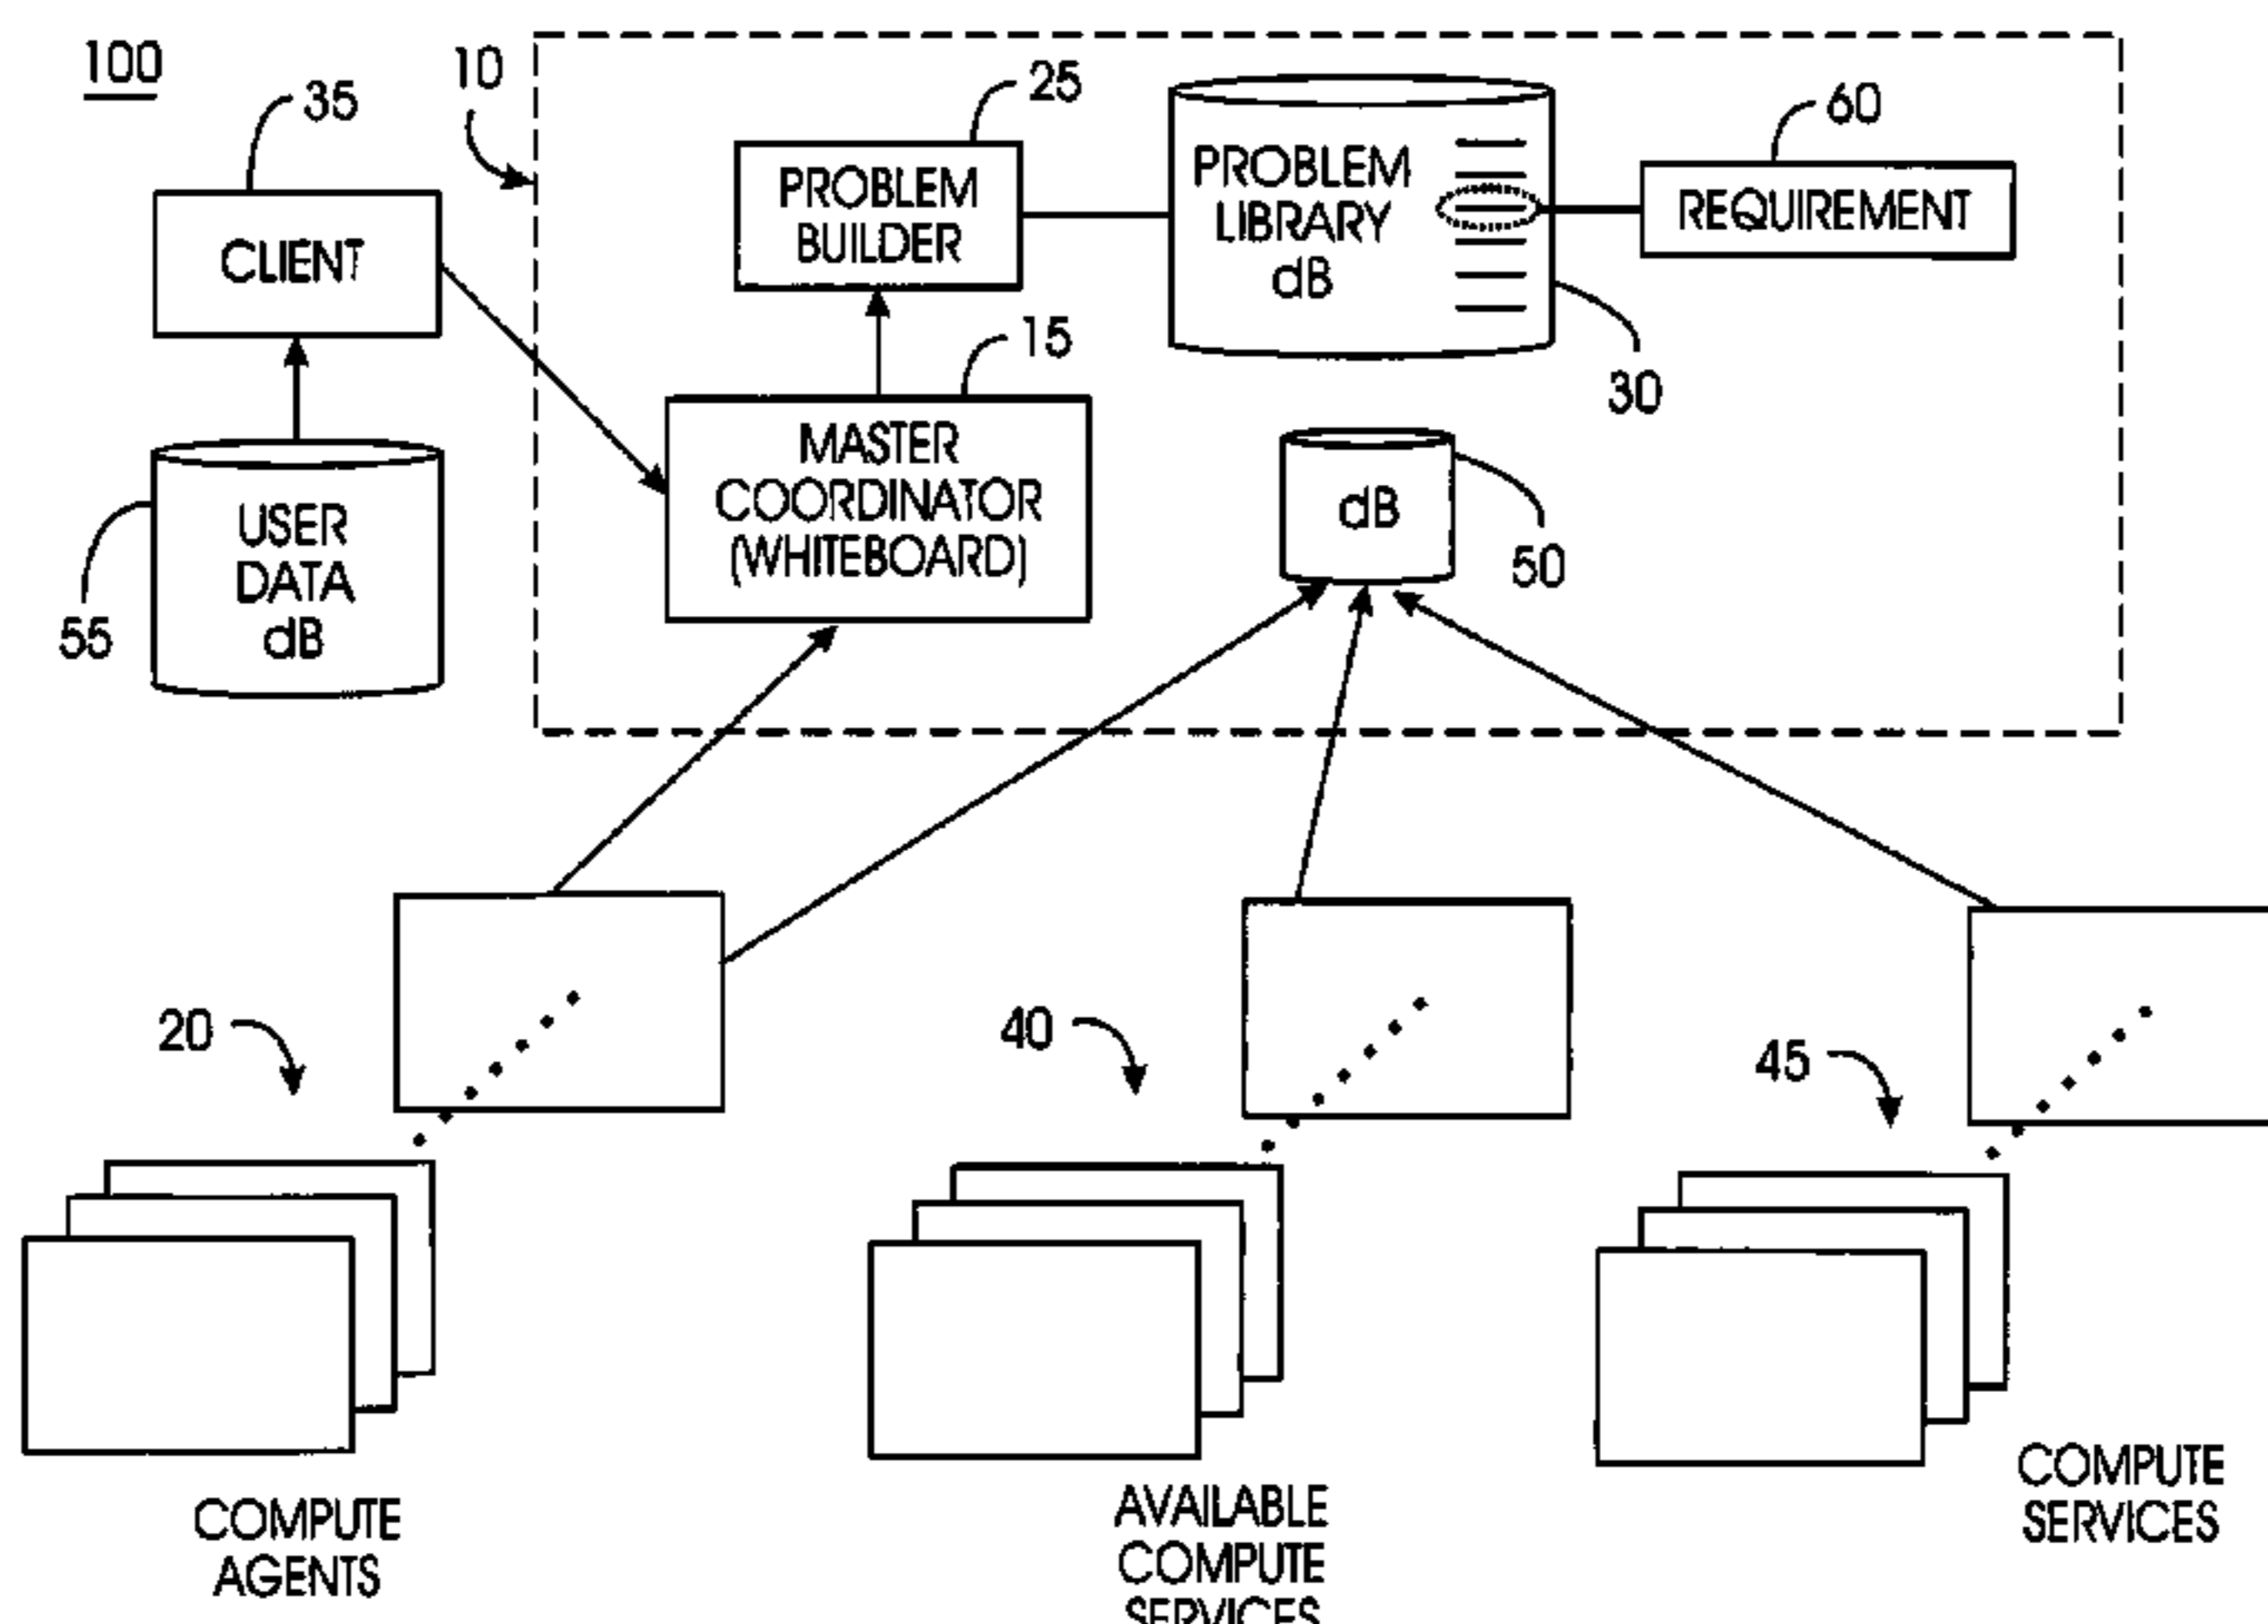 100
10
35
25
60
CLIENT
PROBLEM
BUILDER
PROBLEM
LIBRARY
dB
REQUIREMENT
15
30
MASTER
COORDINATOR
(WHITEBOARD)
dB
50
USER
DATA
dB
55
20
40
45
COMPUTE
AGENTS
AVAILABLE
COMPUTE
SERVICES
COMPUTE
SERVICES